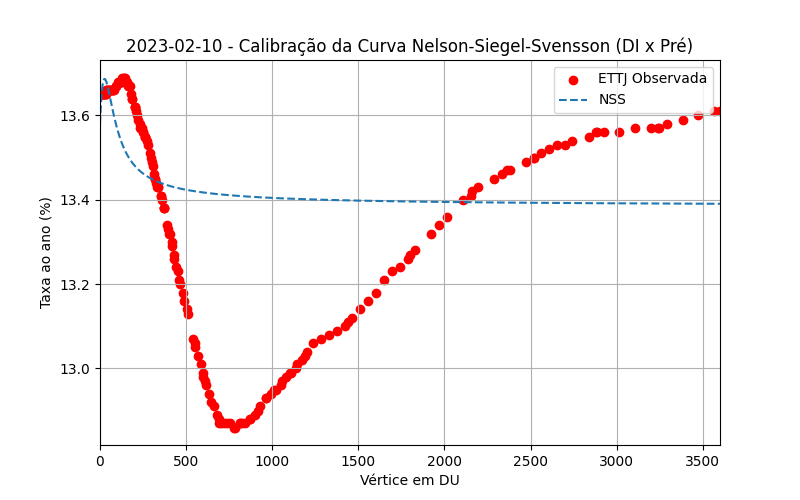 2023-02-10 - Calibração da Curva Nelson-Siegel-Svensson (DI x Pré)
ETTJ Observada
NSS
Taxa ao ano (%)
13.6
13.4
13.2
13.0
0 500 1000 1500 2000 2500 3000 3500
Vértice em DU